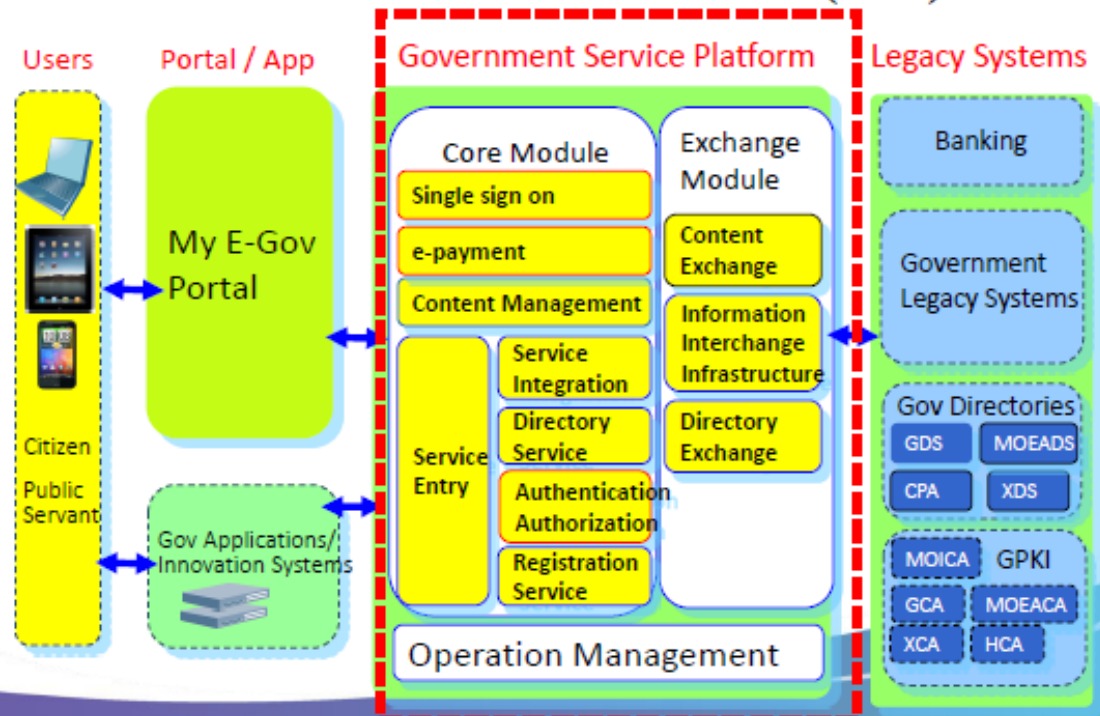 Users
Portal / App
Government Service Platform
Legacy Systems
Citizen
Public
Servant
My E-Gov
Portal
Gov Applications/
Innovation Systems
Core Module
Single sign on
e-payment
Content Management
Service
Entry
Service
Integration
Directory
Service
Authentication
Authorization
Registration
Service
Exchange
Module
Content
Exchange
Information
Interchange
Infrastructure
Directory
Exchange
Operation Management
Banking
Government
Legacy Systems
Gov Directories
GDS
MOEADS
CPA
XDS
MOICA
GPKI
GCA
MOEACA
XCA
HCA